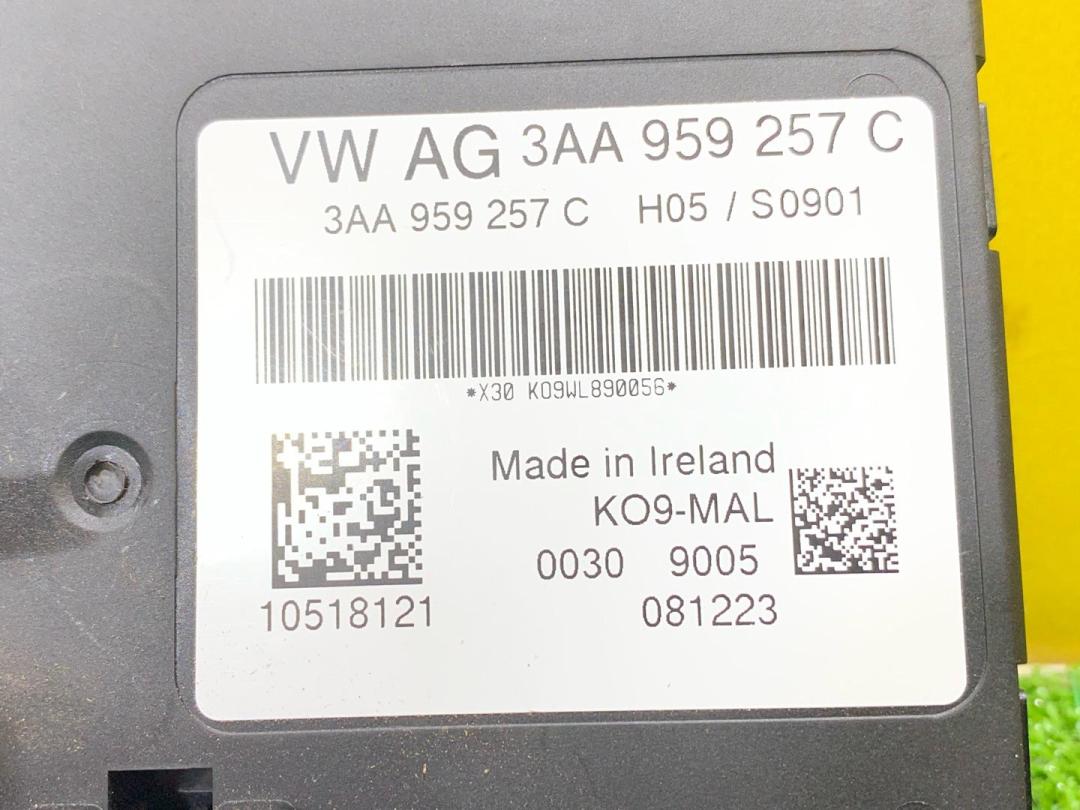 VW AG 3AA 959 257 C
3AA 959 257 C H05 / S0901
*X30 KO9WL890056*
Made in Ireland
KO9-MAL
0030 9005
10518121
081223